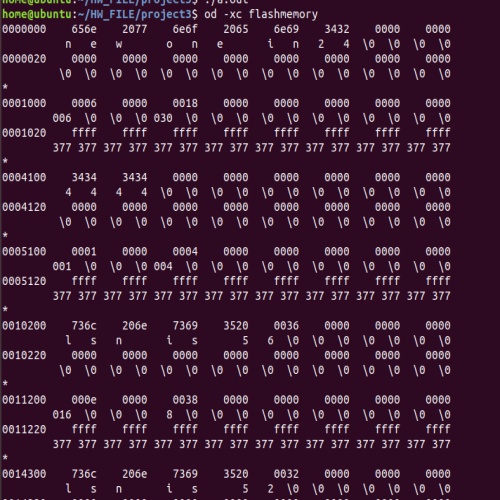 home@ubuntu:~/HW_FILE/project3$ ./a.out
home@ubuntu:~/HW_FILE/project3$ od -xc flashmemory
0000000 656e 2077 6e6f 2065 6e69 3432 0000 0000
n e w o n e i n 2 4 \0 \0 \0 \0
0000020 0000 0000 0000 0000 0000 0000 0000 0000
\0 \0 \0 \0 \0 \0 \0 \0 \0 \0 \0 \0 \0 \0 \0 \0
*
0001000 0006 0000 0018 0000 0000 0000 0000 0000
006 \0 \0 \0 030 \0 \0 \0 \0 \0 \0 \0 \0 \0 \0 \0
0001020 ffff ffff ffff ffff ffff ffff ffff ffff
377 377 377 377 377 377 377 377 377 377 377 377 377 377 377 377
*
0004100 3434 3434 0000 0000 0000 0000 0000 0000
4 4 4 4 \0 \0 \0 \0 \0 \0 \0 \0 \0 \0 \0 \0
0004120 0000 0000 0000 0000 0000 0000 0000 0000
\0 \0 \0 \0 \0 \0 \0 \0 \0 \0 \0 \0 \0 \0 \0 \0
*
0005100 0001 0000 0004 0000 0000 0000 0000 0000
001 \0 \0 \0 004 \0 \0 \0 \0 \0 \0 \0 \0 \0 \0 \0
0005120 ffff ffff ffff ffff ffff ffff ffff ffff
377 377 377 377 377 377 377 377 377 377 377 377 377 377 377 377
*
0010200 736c 206e 7369 3520 0036 0000 0000 0000
l s n i s 5 6 \0 \0 \0 \0 \0 \0 \0
0010220 0000 0000 0000 0000 0000 0000 0000 0000
\0 \0 \0 \0 \0 \0 \0 \0 \0 \0 \0 \0 \0 \0 \0 \0
*
0011200 000e 0000 0038 0000 0000 0000 0000 0000
016 \0 \0 \0 8 \0 \0 \0 \0 \0 \0 \0 \0 \0 \0 \0
0011220 ffff ffff ffff ffff ffff ffff ffff ffff
377 377 377 377 377 377 377 377 377 377 377 377 377 377 377 377
*
0014300 736c 206e 7369 3520 0032 0000 0000 0000
l s n i s 5 2 \0 \0 \0 \0 \0 \0 \0